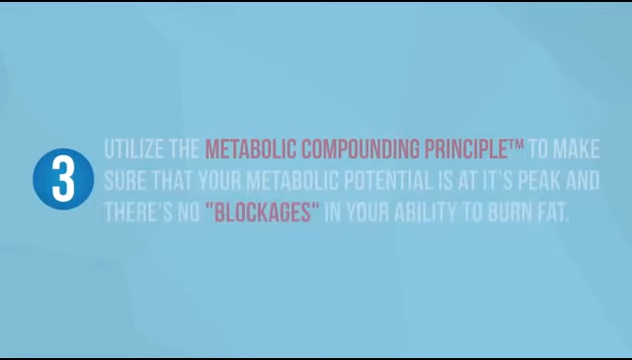 3
UTILIZE THE METABOLIC COMPOUNDING PRINCIPLE™ TO MAKE
SURE THAT YOUR METABOLIC POTENTIAL IS AT IT'S PEAK AND
THERE'S NO "BLOCKAGES" IN YOUR ABILITY TO BURN FAT.